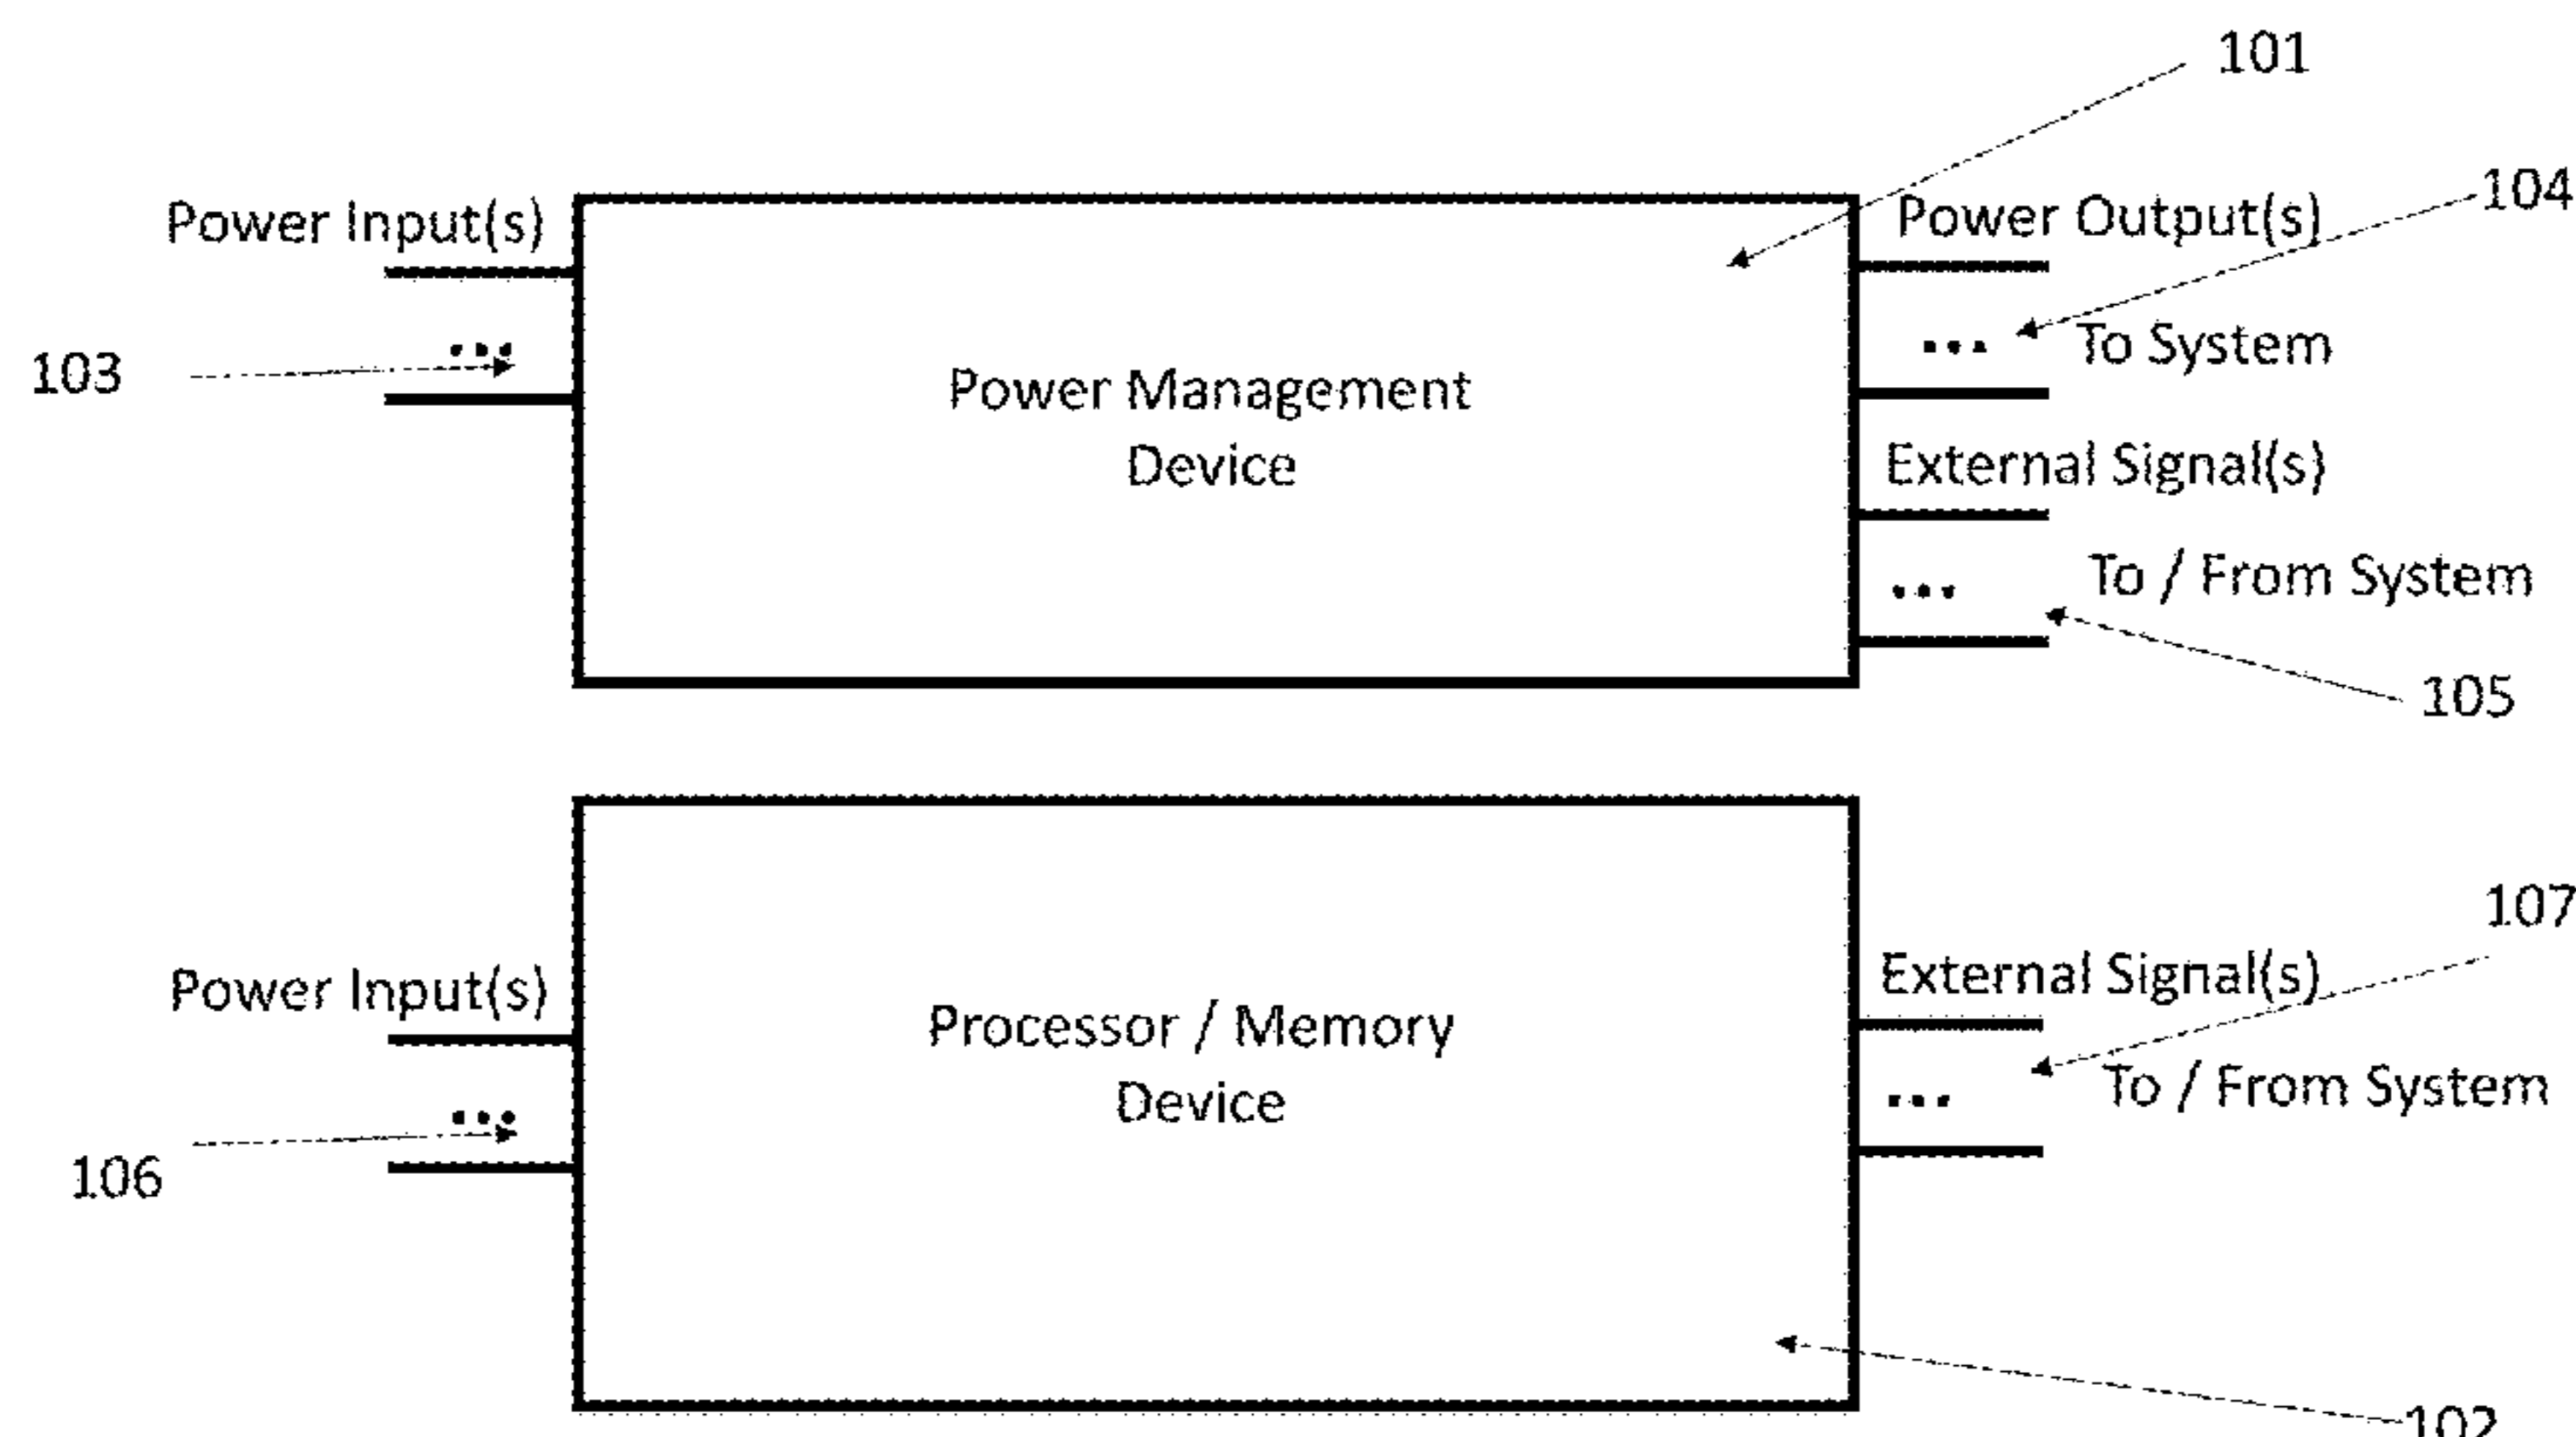 101
Power Input(s)
Power Output(s)
104
...
... To System
103
Power Management
Device
External Signal(s)
... To / From System
105
107
Power Input(s)
External Signal(s)
Processor / Memory
Device
...
... To / From System
106
102